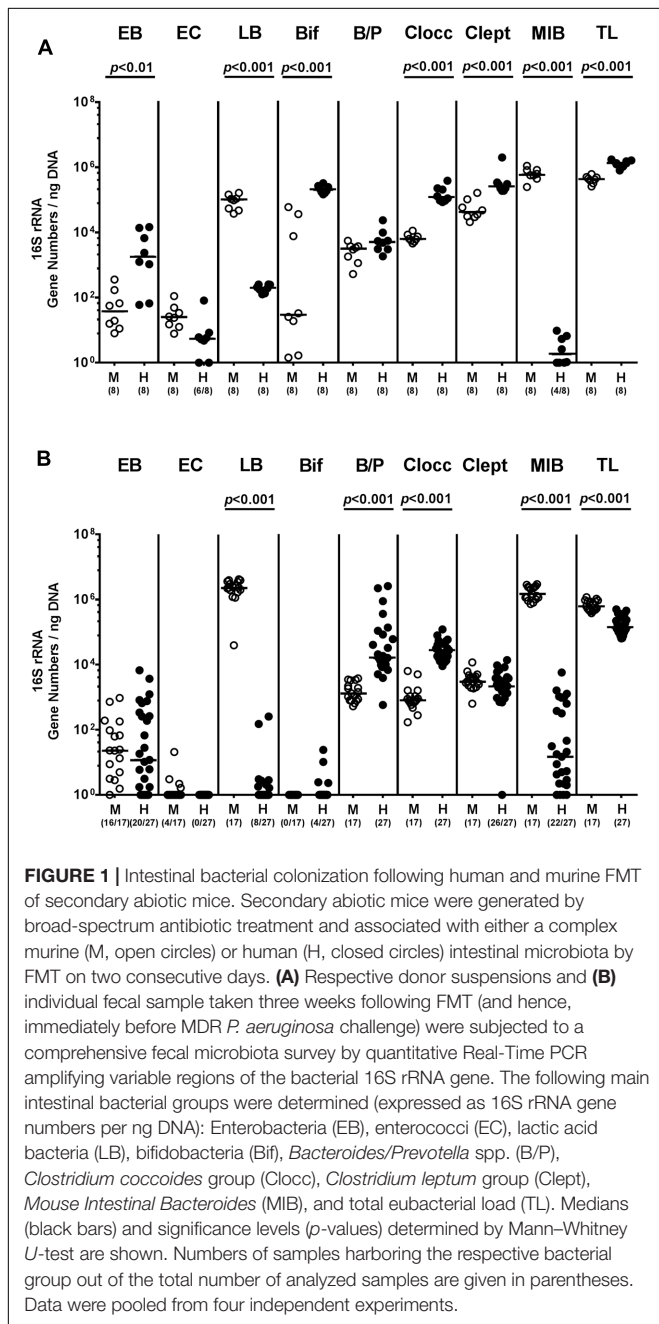 A
EB EC LB Bif B/P Clocc Clept MIB TL
p<0.01 p<0.001 p<0.001 p<0.001 p<0.001 p<0.001 p<0.001
16S rRNA
Gene Numbers / ng DNA
10^8
10^6
10^4
10^2
10^0
M H M H M H M H M H M H M H M H M H
(8) (8) (8) (6/8) (8) (8) (8) (8) (8) (8) (8) (8) (8) (8) (8) (4/8) (8) (8)
B
EB EC LB Bif B/P Clocc Clept MIB TL
p<0.001 p<0.001 p<0.001 p<0.001 p<0.001
16S rRNA
Gene Numbers / ng DNA
10^8
10^6
10^4
10^2
10^0
M H M H M H M H M H M H M H M H M H
(16/17) (20/27) (4/17) (0/27) (17) (8/27) (0/17) (4/27) (17) (27) (17) (27) (17) (26/27) (17) (22/27) (17) (27)
FIGURE 1 | Intestinal bacterial colonization following human and murine FMT
of secondary abiotic mice. Secondary abiotic mice were generated by
broad-spectrum antibiotic treatment and associated with either a complex
murine (M, open circles) or human (H, closed circles) intestinal microbiota by
FMT on two consecutive days. (A) Respective donor suspensions and (B)
individual fecal sample taken three weeks following FMT (and hence,
immediately before MDR P. aeruginosa challenge) were subjected to a
comprehensive fecal microbiota survey by quantitative Real-Time PCR
amplifying variable regions of the bacterial 16S rRNA gene. The following main
intestinal bacterial groups were determined (expressed as 16S rRNA gene
numbers per ng DNA): Enterobacteria (EB), enterococci (EC), lactic acid
bacteria (LB), bifidobacteria (Bif), Bacteroides/Prevotella spp. (B/P),
Clostridium coccoides group (Clocc), Clostridium leptum group (Clept),
Mouse Intestinal Bacteroides (MIB), and total eubacterial load (TL). Medians
(black bars) and significance levels (p-values) determined by Mann–Whitney
U-test are shown. Numbers of samples harboring the respective bacterial
group out of the total number of analyzed samples are given in parentheses.
Data were pooled from four independent experiments.